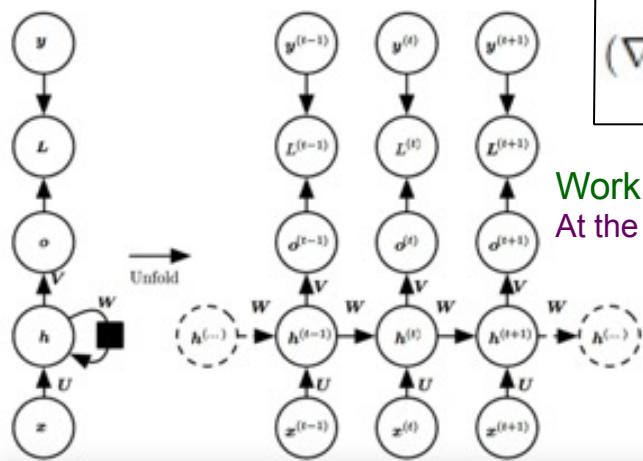 y y^(t-1) y^(t) y^(t+1)
(∇
L L^(t-1) L^(t) L^(t+1)
Work
At the
o o^(t-1) o^(t) o^(t+1)
Unfold
V V V V
W W W W W
h h^(...) h^(t-1) h^(t) h^(t+1) h^(...)
U U U U
x x^(t-1) x^(t) x^(t+1)